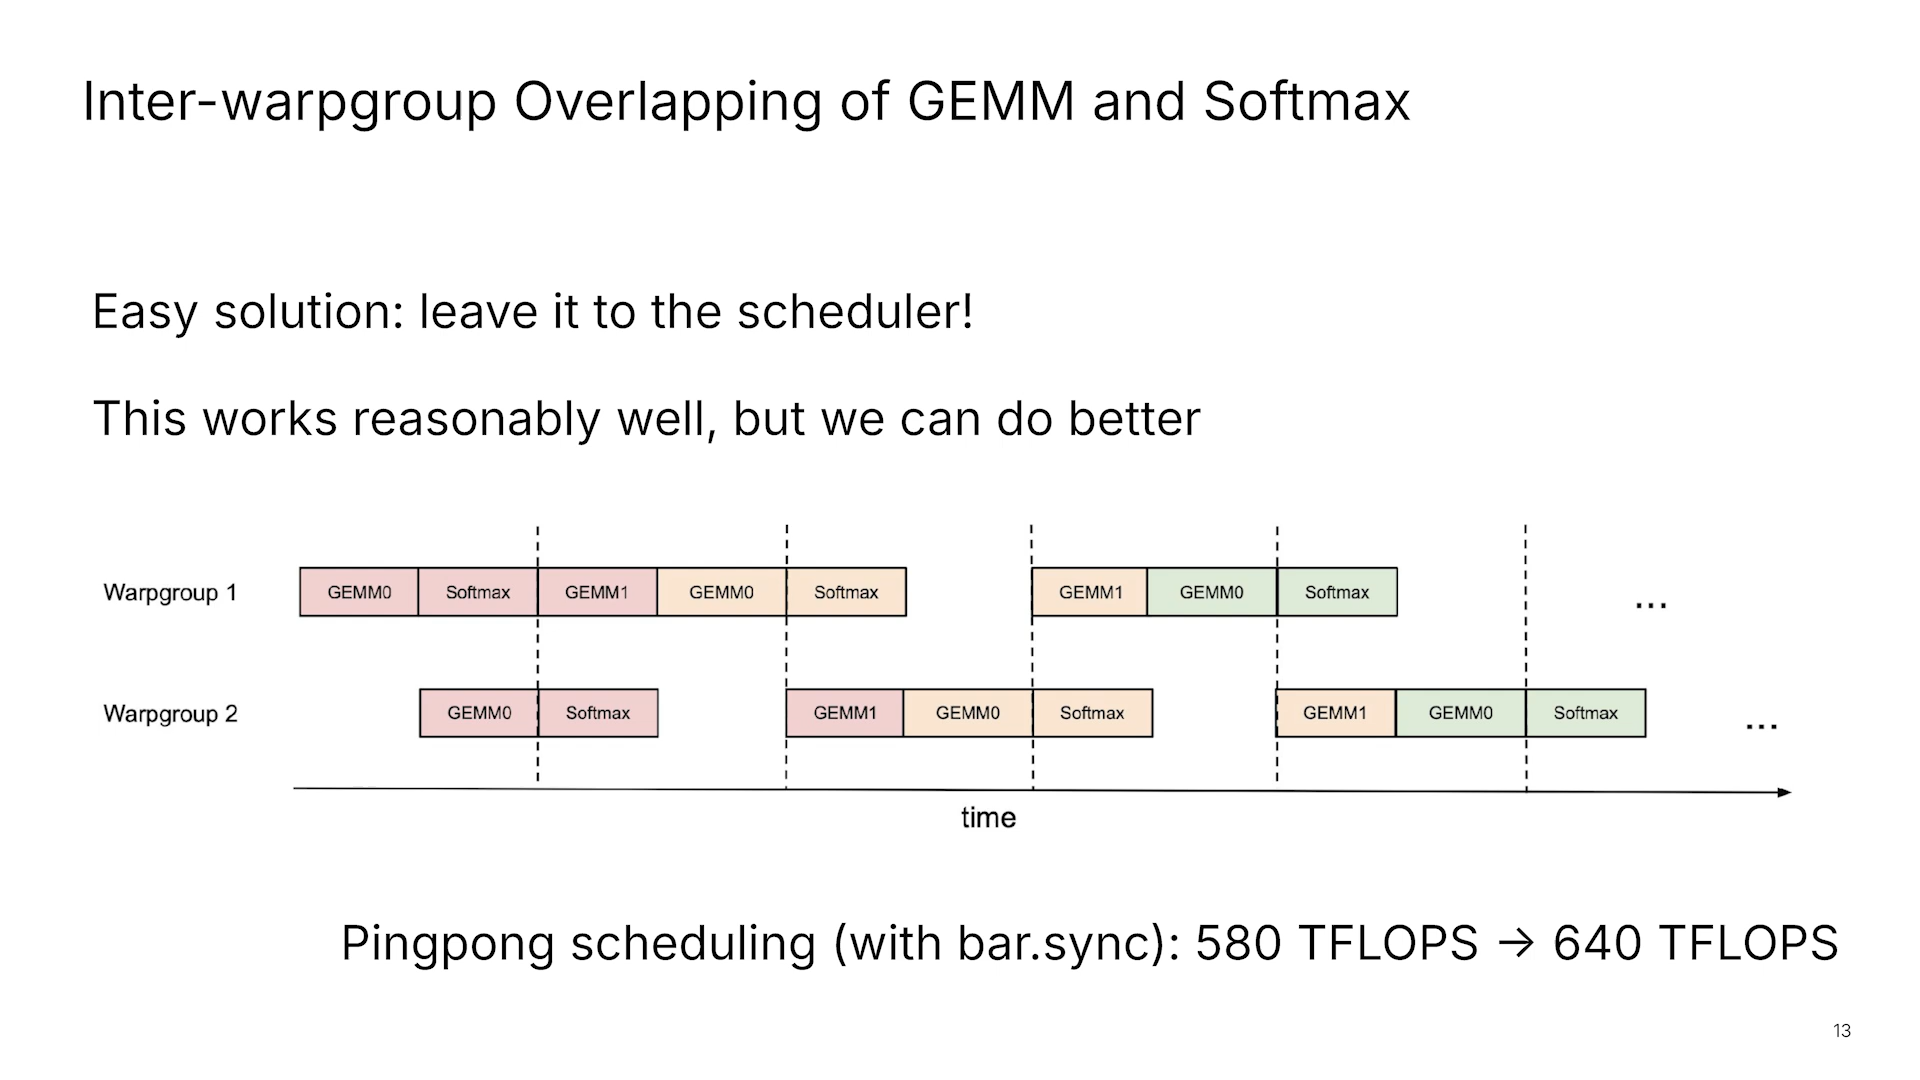 Inter-warpgroup Overlapping of GEMM and Softmax
Easy solution: leave it to the scheduler!
This works reasonably well, but we can do better
Warpgroup 1 GEMM0 Softmax GEMM1 GEMM0 Softmax GEMM1 GEMM0 Softmax ...
Warpgroup 2 GEMM0 Softmax GEMM1 GEMM0 Softmax GEMM1 GEMM0 Softmax ...
time
Pingpong scheduling (with bar.sync): 580 TFLOPS → 640 TFLOPS
13